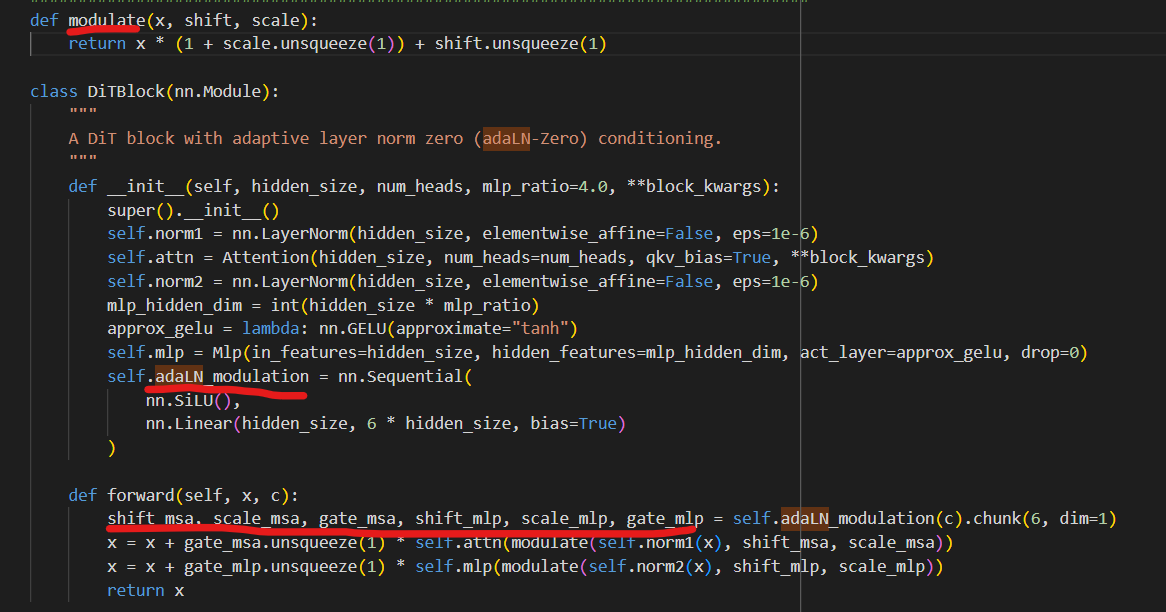 def modulate(x, shift, scale):
    return x * (1 + scale.unsqueeze(1)) + shift.unsqueeze(1)
class DiTBlock(nn.Module):
    """
    A DiT block with adaptive layer norm zero (adaLN-Zero) conditioning.
    """
    def __init__(self, hidden_size, num_heads, mlp_ratio=4.0, **block_kwargs):
        super().__init__()
        self.norm1 = nn.LayerNorm(hidden_size, elementwise_affine=False, eps=1e-6)
        self.attn = Attention(hidden_size, num_heads=num_heads, qkv_bias=True, **block_kwargs)
        self.norm2 = nn.LayerNorm(hidden_size, elementwise_affine=False, eps=1e-6)
        mlp_hidden_dim = int(hidden_size * mlp_ratio)
        approx_gelu = lambda: nn.GELU(approximate="tanh")
        self.mlp = Mlp(in_features=hidden_size, hidden_features=mlp_hidden_dim, act_layer=approx_gelu, drop=0)
        self.adaLN_modulation = nn.Sequential(
            nn.SiLU(),
            nn.Linear(hidden_size, 6 * hidden_size, bias=True)
        )
    def forward(self, x, c):
        shift_msa, scale_msa, gate_msa, shift_mlp, scale_mlp, gate_mlp = self.adaLN_modulation(c).chunk(6, dim=1)
        x = x + gate_msa.unsqueeze(1) * self.attn(modulate(self.norm1(x), shift_msa, scale_msa))
        x = x + gate_mlp.unsqueeze(1) * self.mlp(modulate(self.norm2(x), shift_mlp, scale_mlp))
        return x